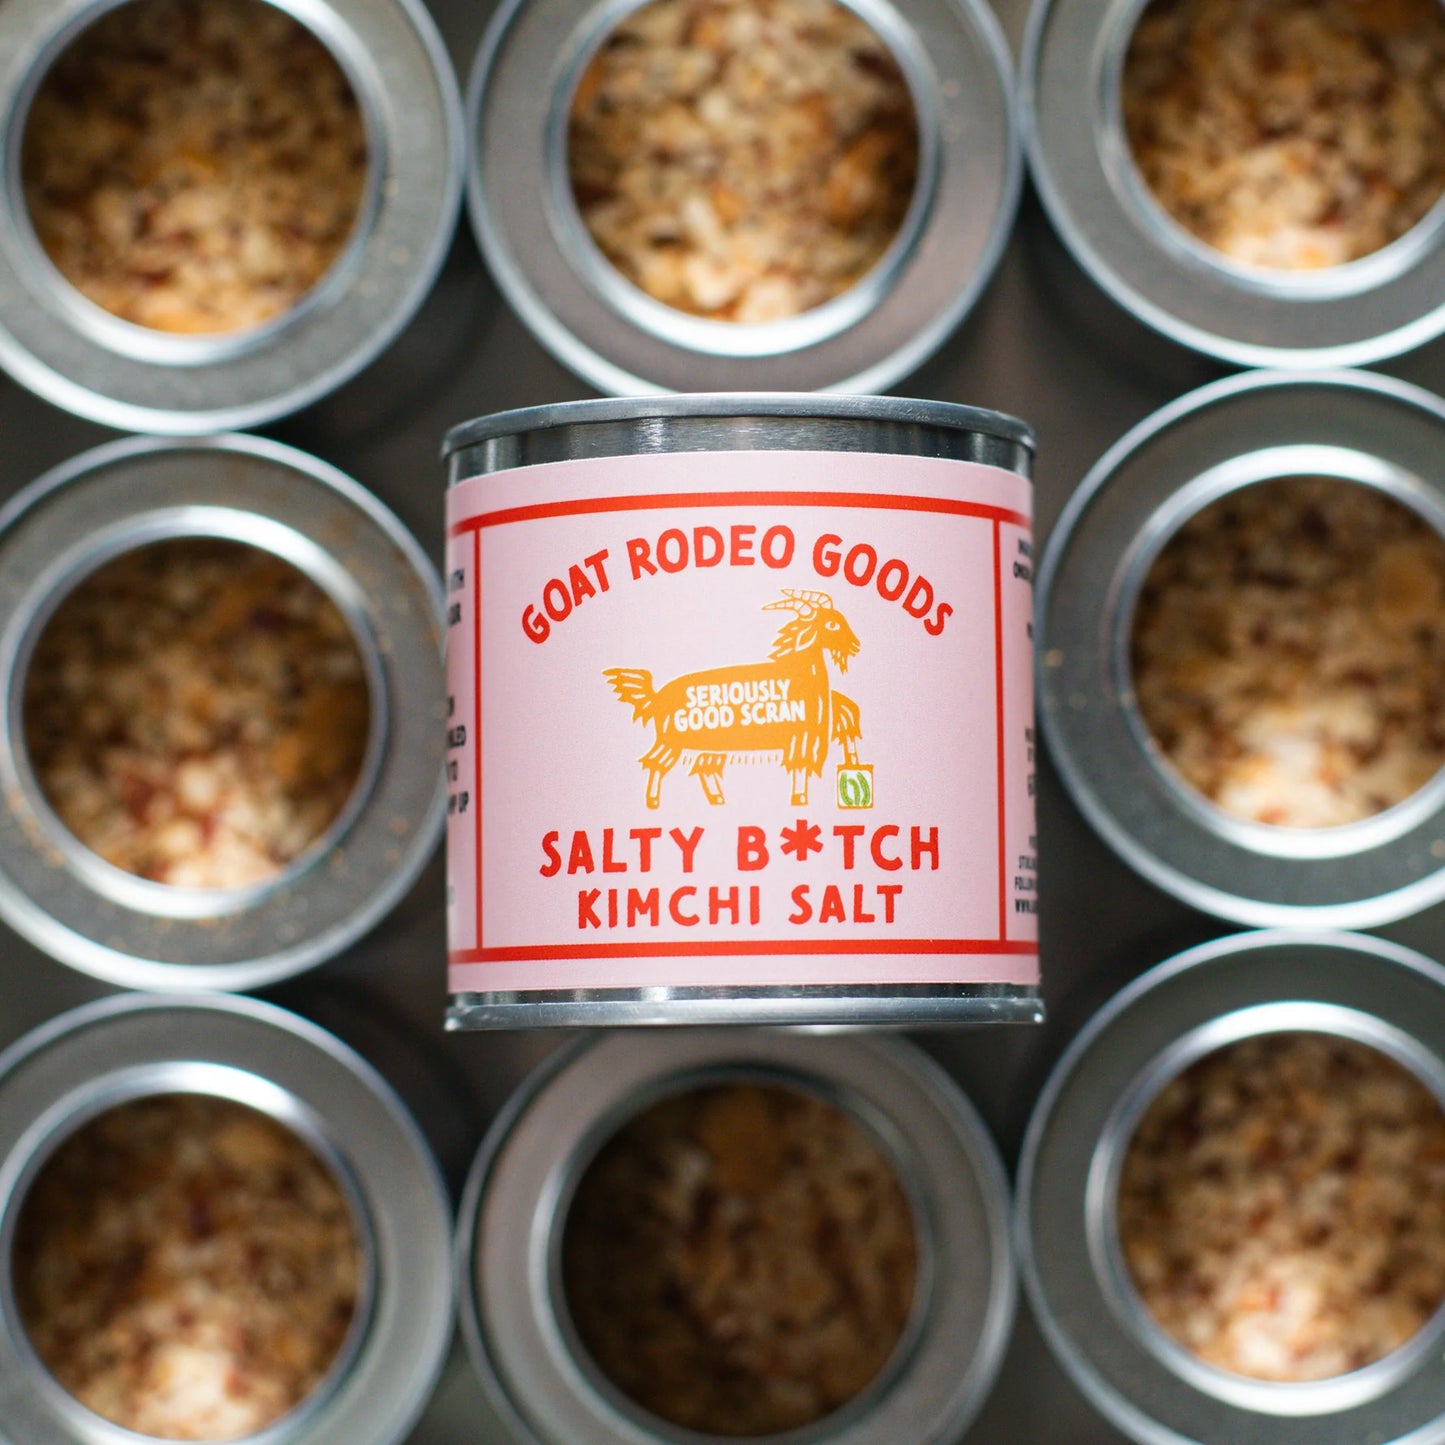 GOAT RODEO GOODS
SERIOUSLY
GOOD SCRAN
SALTY B*TCH
KIMCHI SALT